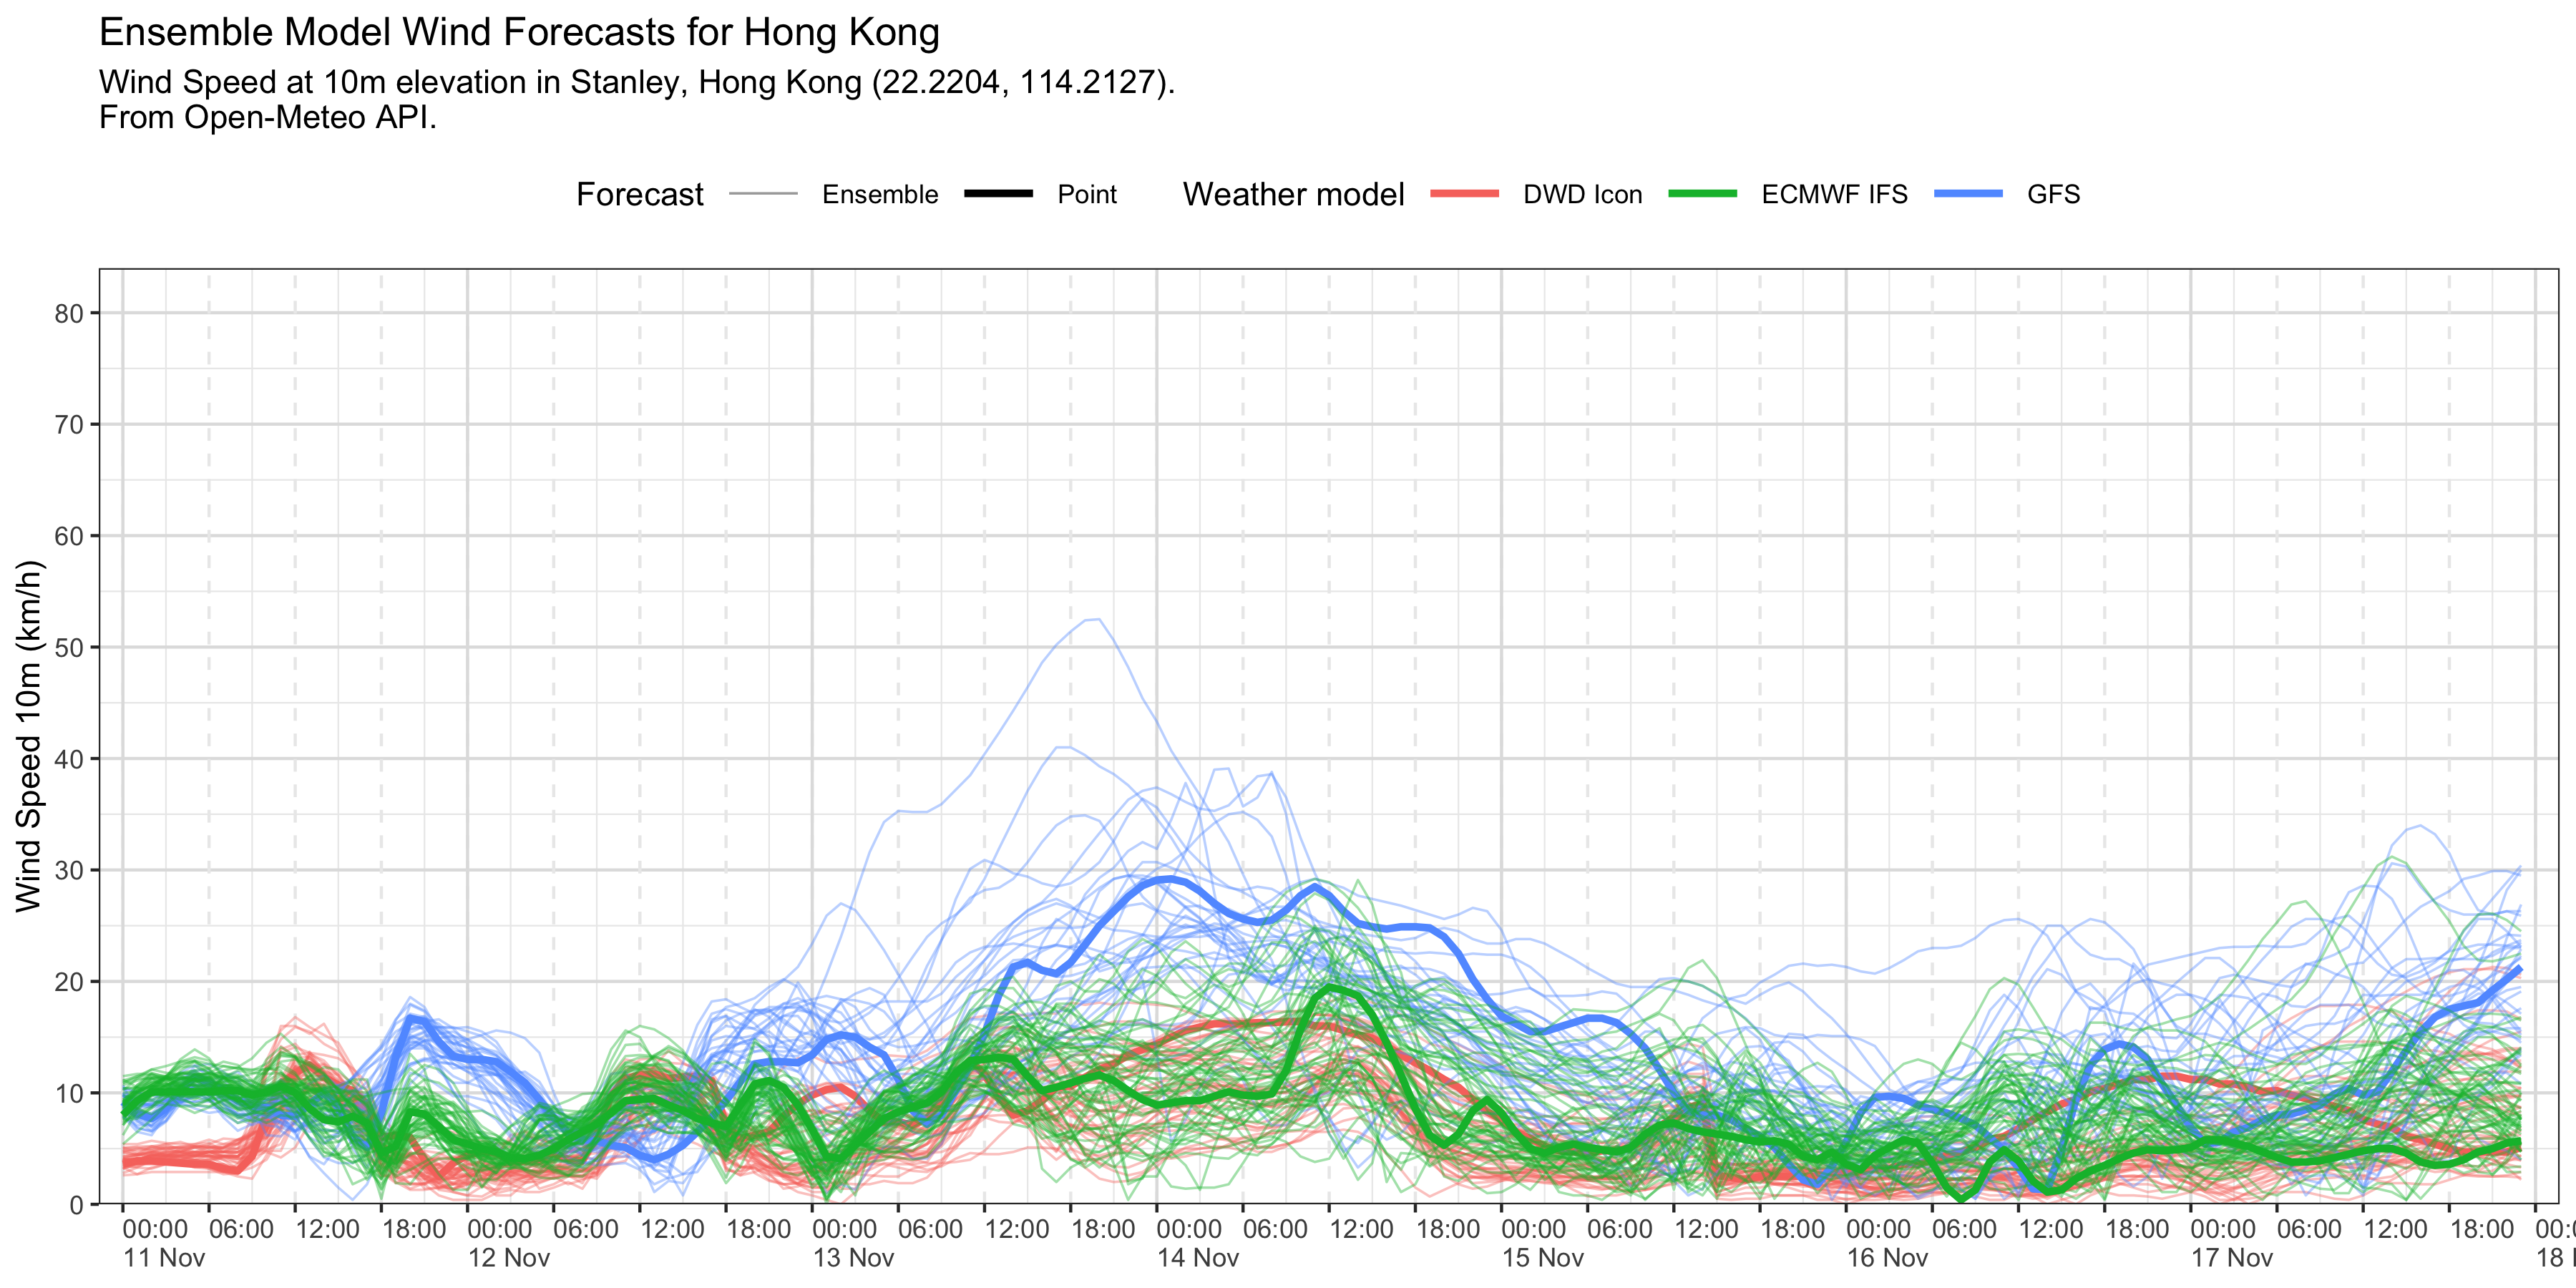 Ensemble Model Wind Forecasts for Hong Kong
Wind Speed at 10m elevation in Stanley, Hong Kong (22.2204, 114.2127).
From Open-Meteo API.
Forecast Ensemble Point Weather model DWD Icon ECMWF IFS GFS
Wind Speed 10m (km/h)
80
70
60
50
40
30
20
10
0
00:00 06:00 12:00 18:00 00:00 06:00 12:00 18:00 00:00 06:00 12:00 18:00 00:00 06:00 12:00 18:00 00:00 06:00 12:00 18:00 00:00 06:00 12:00 18:00 00:00 06:00 12:00 18:00
11 Nov 12 Nov 13 Nov 14 Nov 15 Nov 16 Nov 17 Nov 18